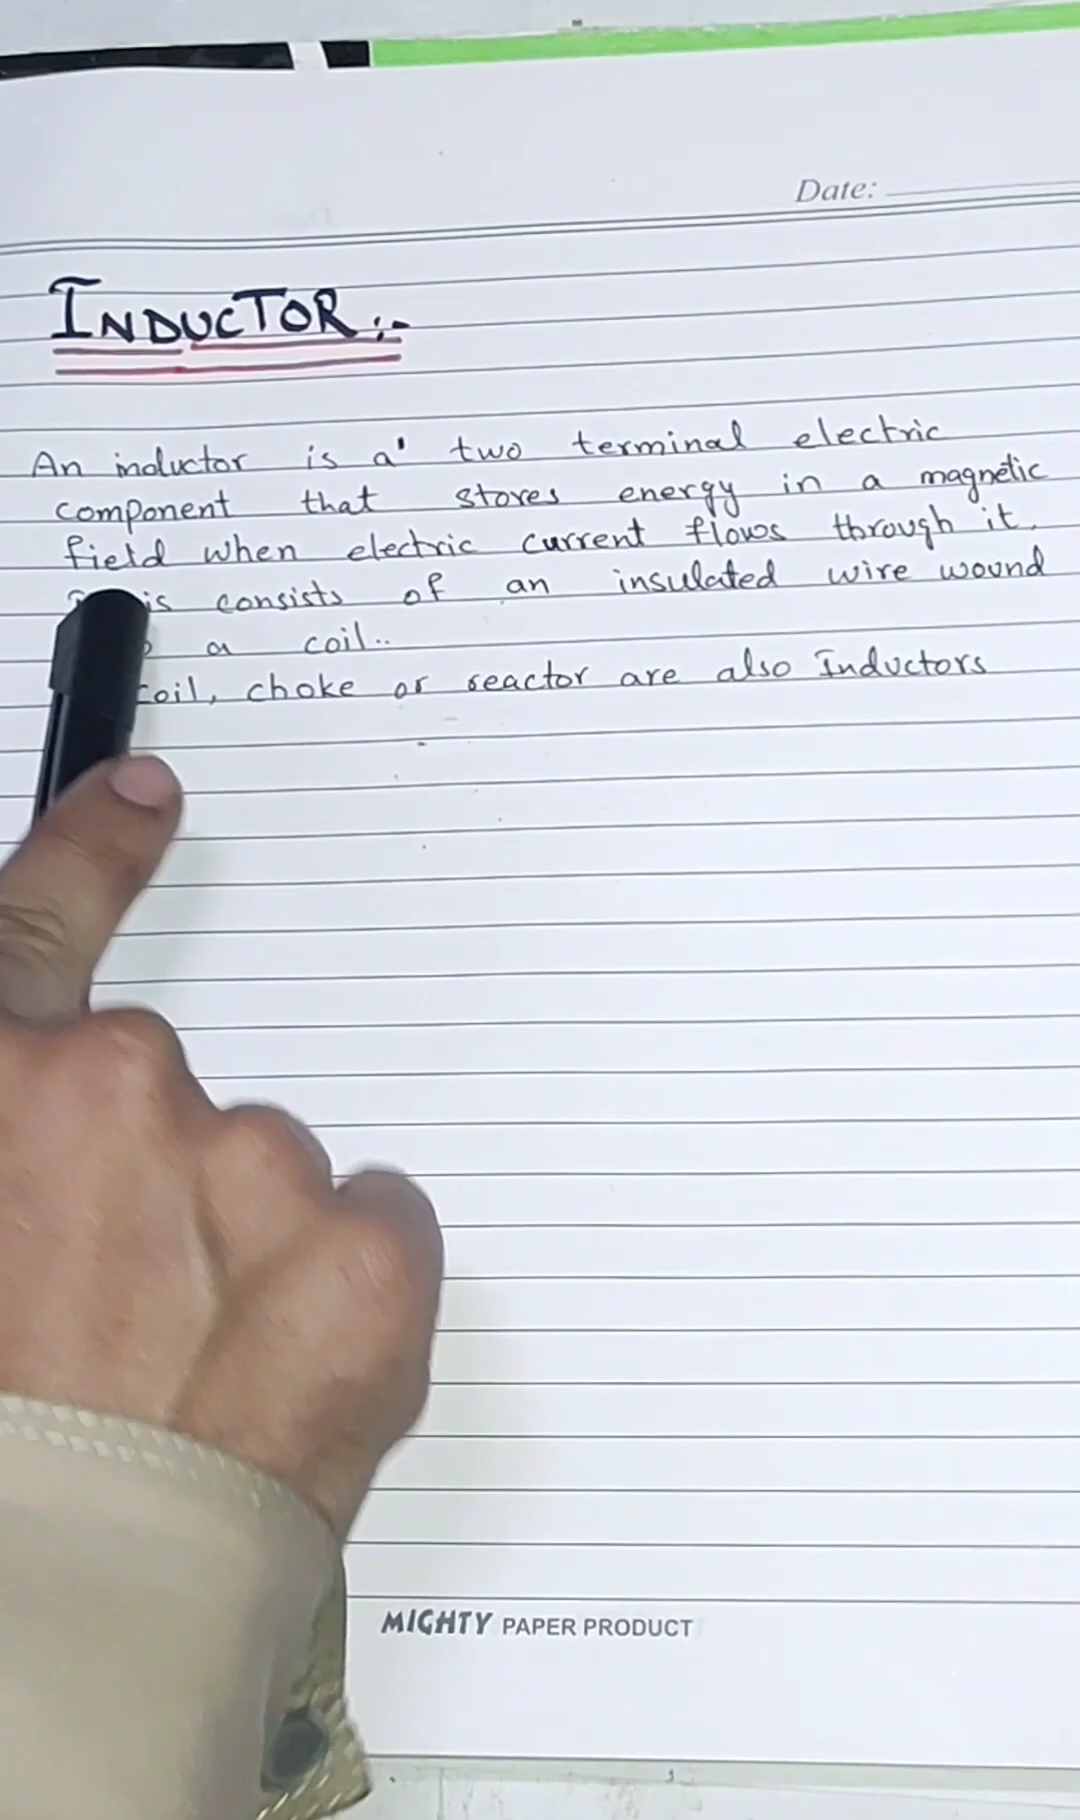 Date:
INDUCTOR :-
An inductor is a two terminal electric
component that stores energy in a magnetic
field when electric current flows through it.
is consists of an insulated wire wound
a coil..
coil, choke or reactor are also Inductors
MIGHTY PAPER PRODUCT